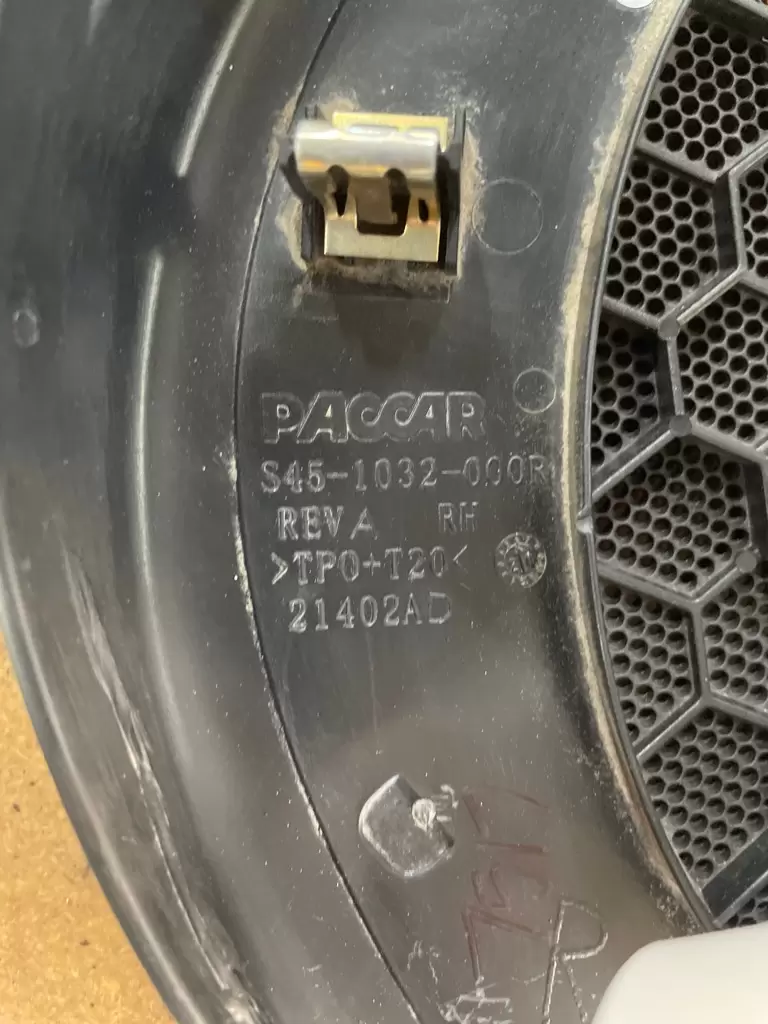 PACCAR
S45-1032-000R
REV A RH
>TPO+T20<
21402AD
R